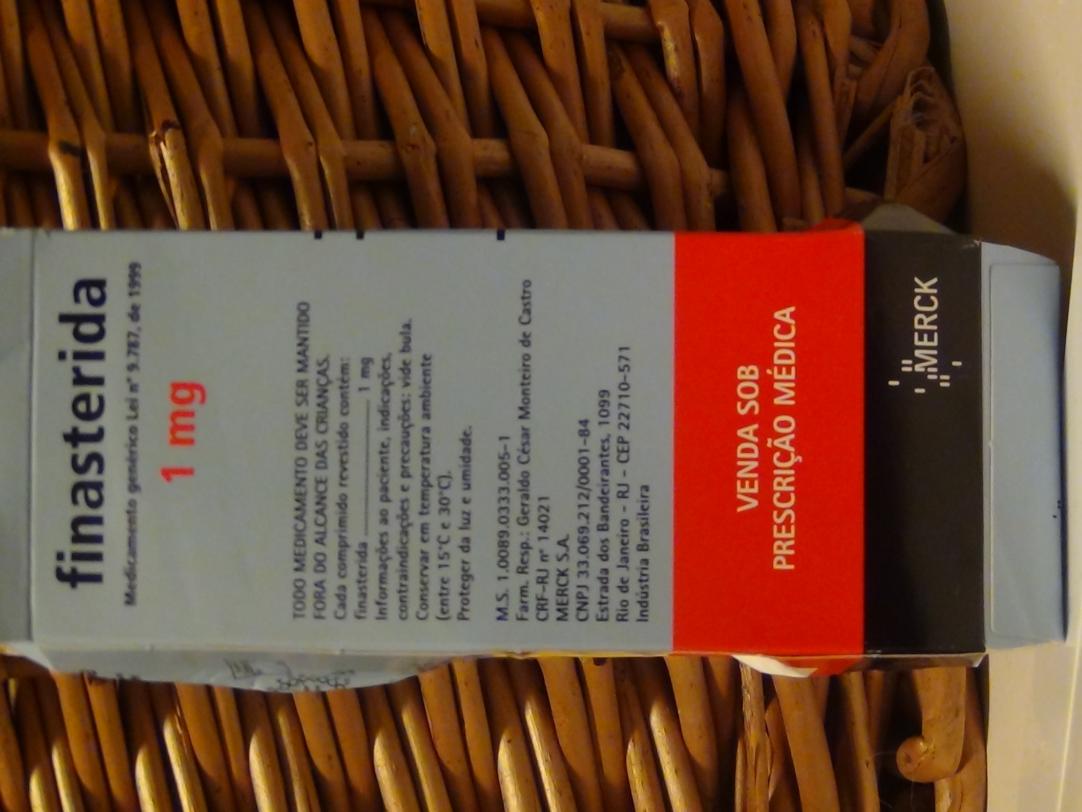 finasterida
Medicamento genérico Lei nº 9.787, de 1999
1 mg
TODO MEDICAMENTO DEVE SER MANTIDO
FORA DO ALCANCE DAS CRIANÇAS.
Cada comprimido revestido contém:
finasterida ________________ 1 mg
Informações ao paciente, indicações,
contraindicações e precauções: vide bula.
Conservar em temperatura ambiente
(entre 15°C e 30°C).
Proteger da luz e umidade.
M.S. 1.0089.0333.005-1
Farm. Resp.: Geraldo César Monteiro de Castro
CRF-RJ nº 14021
MERCK S.A.
CNPJ 33.069.212/0001-84
Estrada dos Bandeirantes, 1099
Rio de Janeiro - RJ - CEP 22710-571
Indústria Brasileira
VENDA SOB
PRESCRIÇÃO MÉDICA
MERCK